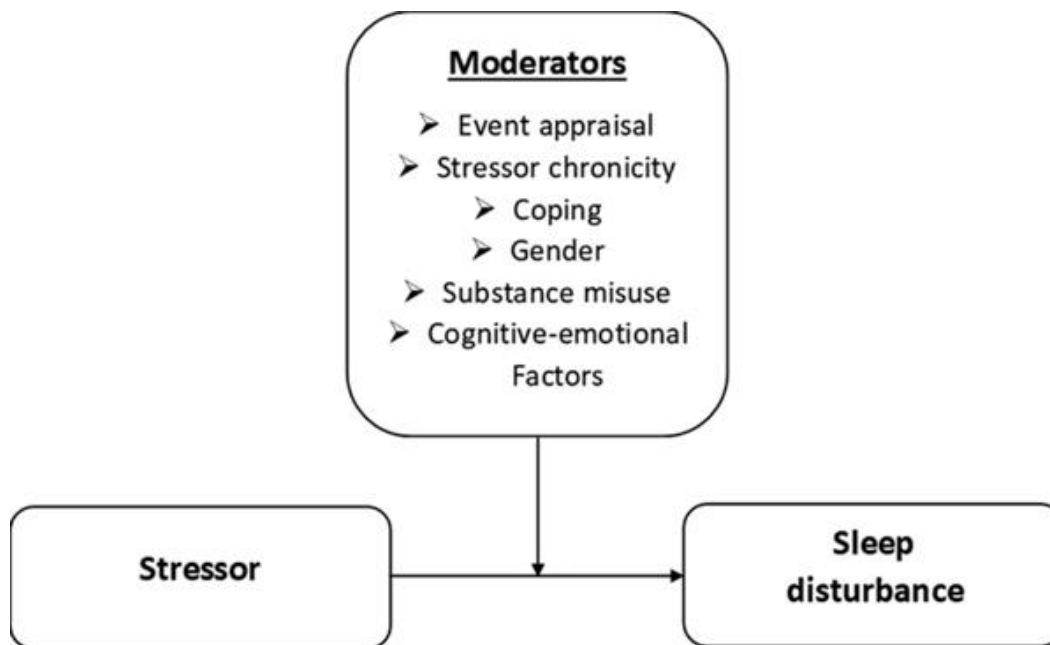 Moderators
➢ Event appraisal
➢ Stressor chronicity
➢ Coping
➢ Gender
➢ Substance misuse
➢ Cognitive-emotional
Factors
Stressor
Sleep
disturbance